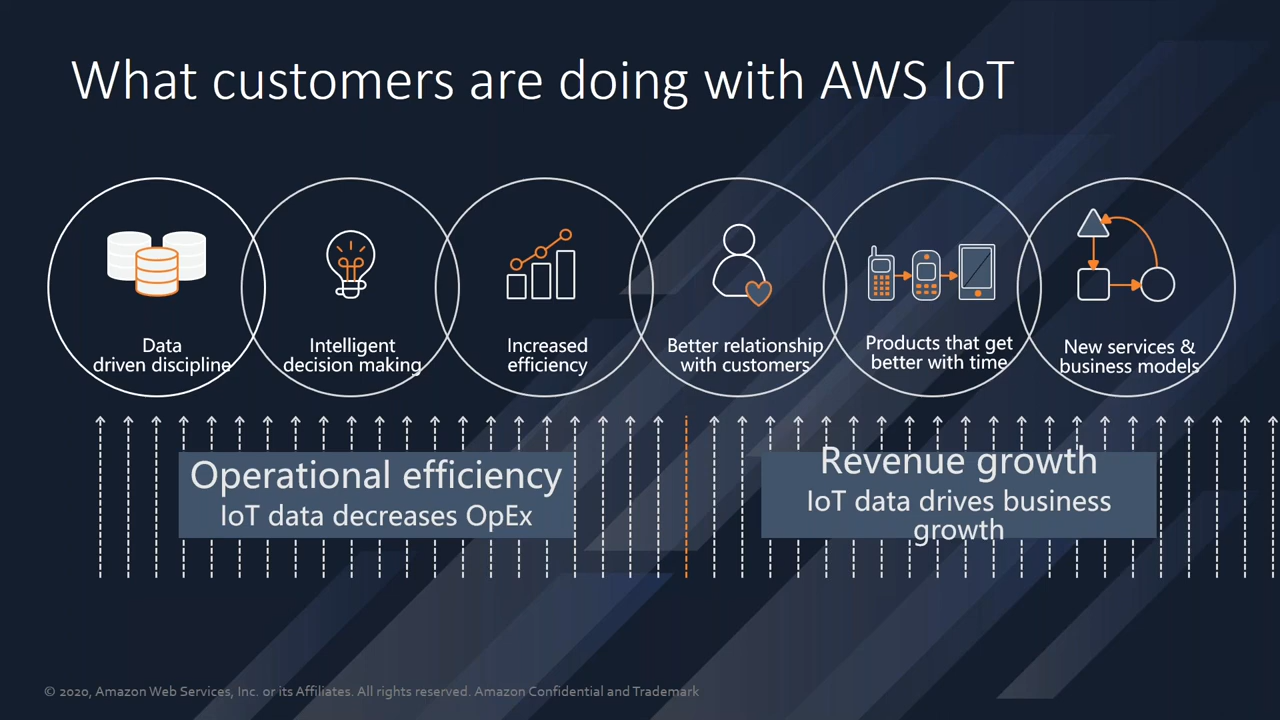 What customers are doing with AWS IoT
Data
driven discipline
Intelligent
decision making
Increased
efficiency
Better relationship
with customers
Products that get
better with time
New services &
business models
Operational efficiency
IoT data decreases OpEx
Revenue growth
IoT data drives business
growth
© 2020, Amazon Web Services, Inc. or its Affiliates. All rights reserved. Amazon Confidential and Trademark